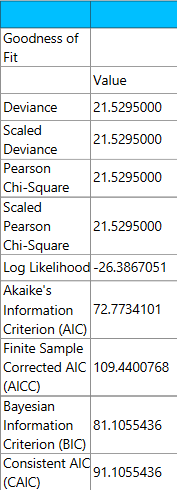 Goodness of
Fit
Value
Deviance 21.5295000
Scaled
Deviance 21.5295000
Pearson
Chi-Square 21.5295000
Scaled
Pearson
Chi-Square 21.5295000
Log Likelihood -26.3867051
Akaike's
Information
Criterion (AIC) 72.7734101
Finite Sample
Corrected AIC
(AICC) 109.4400768
Bayesian
Information
Criterion (BIC) 81.1055436
Consistent AIC
(CAIC) 91.1055436